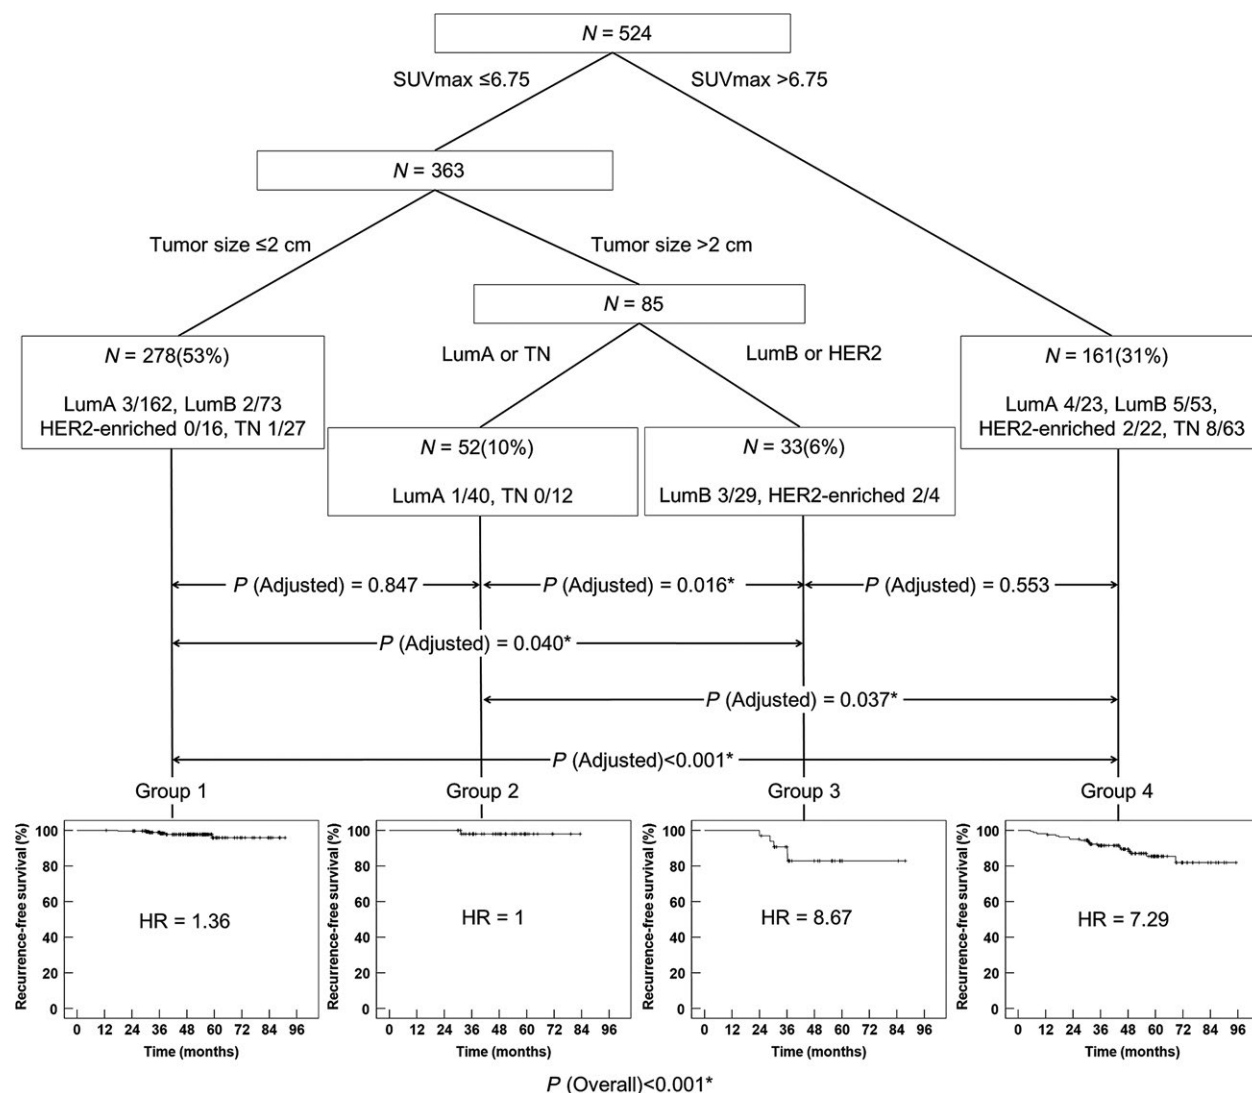 N = 524
SUVmax ≤6.75
SUVmax >6.75
N = 363
Tumor size ≤2 cm
Tumor size >2 cm
N = 85
LumA or TN
LumB or HER2
N = 278(53%)
LumA 3/162, LumB 2/73
HER2-enriched 0/16, TN 1/27
N = 52(10%)
LumA 1/40, TN 0/12
N = 33(6%)
LumB 3/29, HER2-enriched 2/4
N = 161(31%)
LumA 4/23, LumB 5/53,
HER2-enriched 2/22, TN 8/63
P (Adjusted) = 0.847
P (Adjusted) = 0.016*
P (Adjusted) = 0.553
P (Adjusted) = 0.040*
P (Adjusted) = 0.037*
P (Adjusted)<0.001*
Group 1
Recurrence-free survival (%)
100
80
60
40
20
0
HR = 1.36
0 12 24 36 48 60 72 84 96
Time (months)
Group 2
Recurrence-free survival (%)
100
80
60
40
20
0
HR = 1
0 12 24 36 48 60 72 84 96
Time (months)
Group 3
Recurrence-free survival (%)
100
80
60
40
20
0
HR = 8.67
0 12 24 36 48 60 72 84 96
Time (months)
Group 4
Recurrence-free survival (%)
100
80
60
40
20
0
HR = 7.29
0 12 24 36 48 60 72 84 96
Time (months)
P (Overall)<0.001*